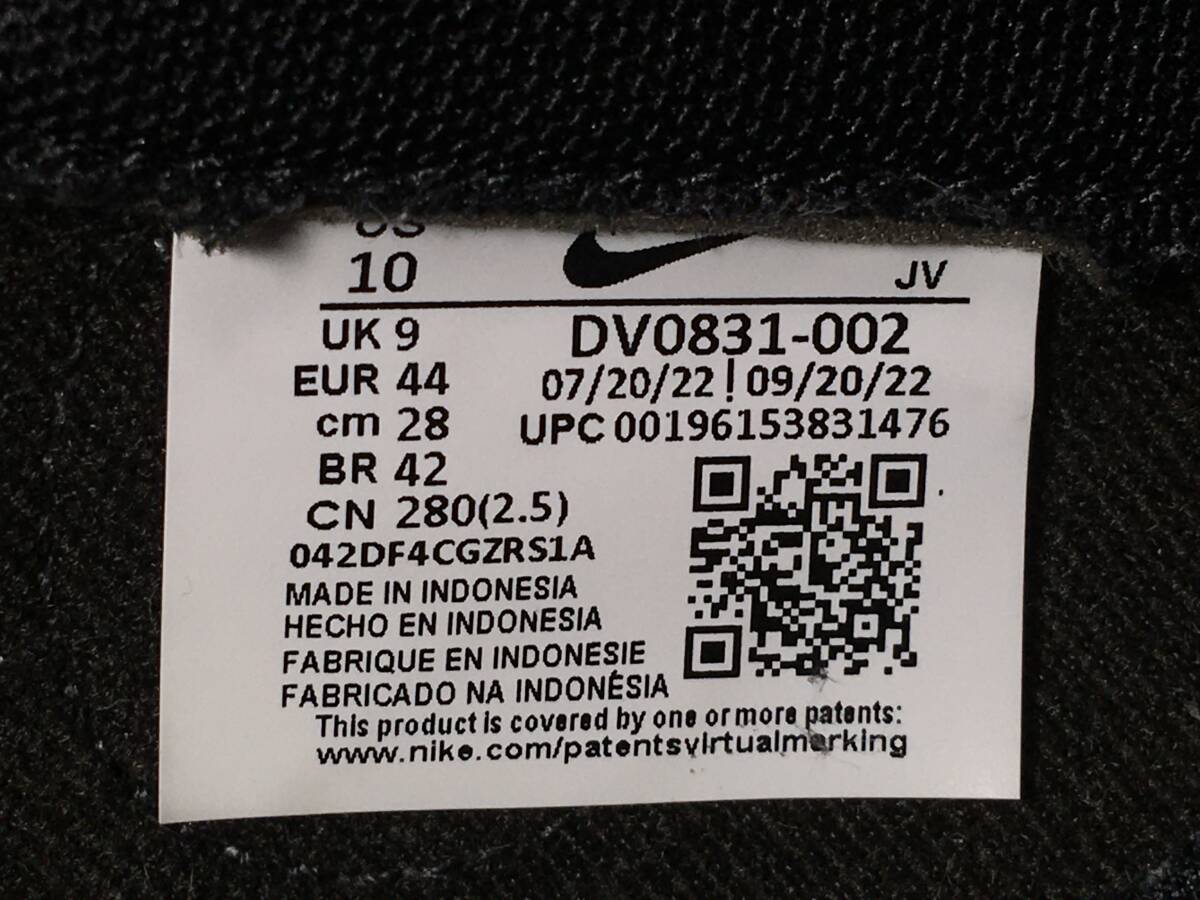 US
10
JV
UK 9
EUR 44
cm 28
BR 42
CN 280(2.5)
DV0831-002
07/20/22 ! 09/20/22
UPC 00196153831476
042DF4CGZRS1A
MADE IN INDONESIA
HECHO EN INDONESIA
FABRIQUE EN INDONESIE
FABRICADO NA INDONÉSIA
This product is covered by one or more patents:
www.nike.com/patentsvirtualmarking